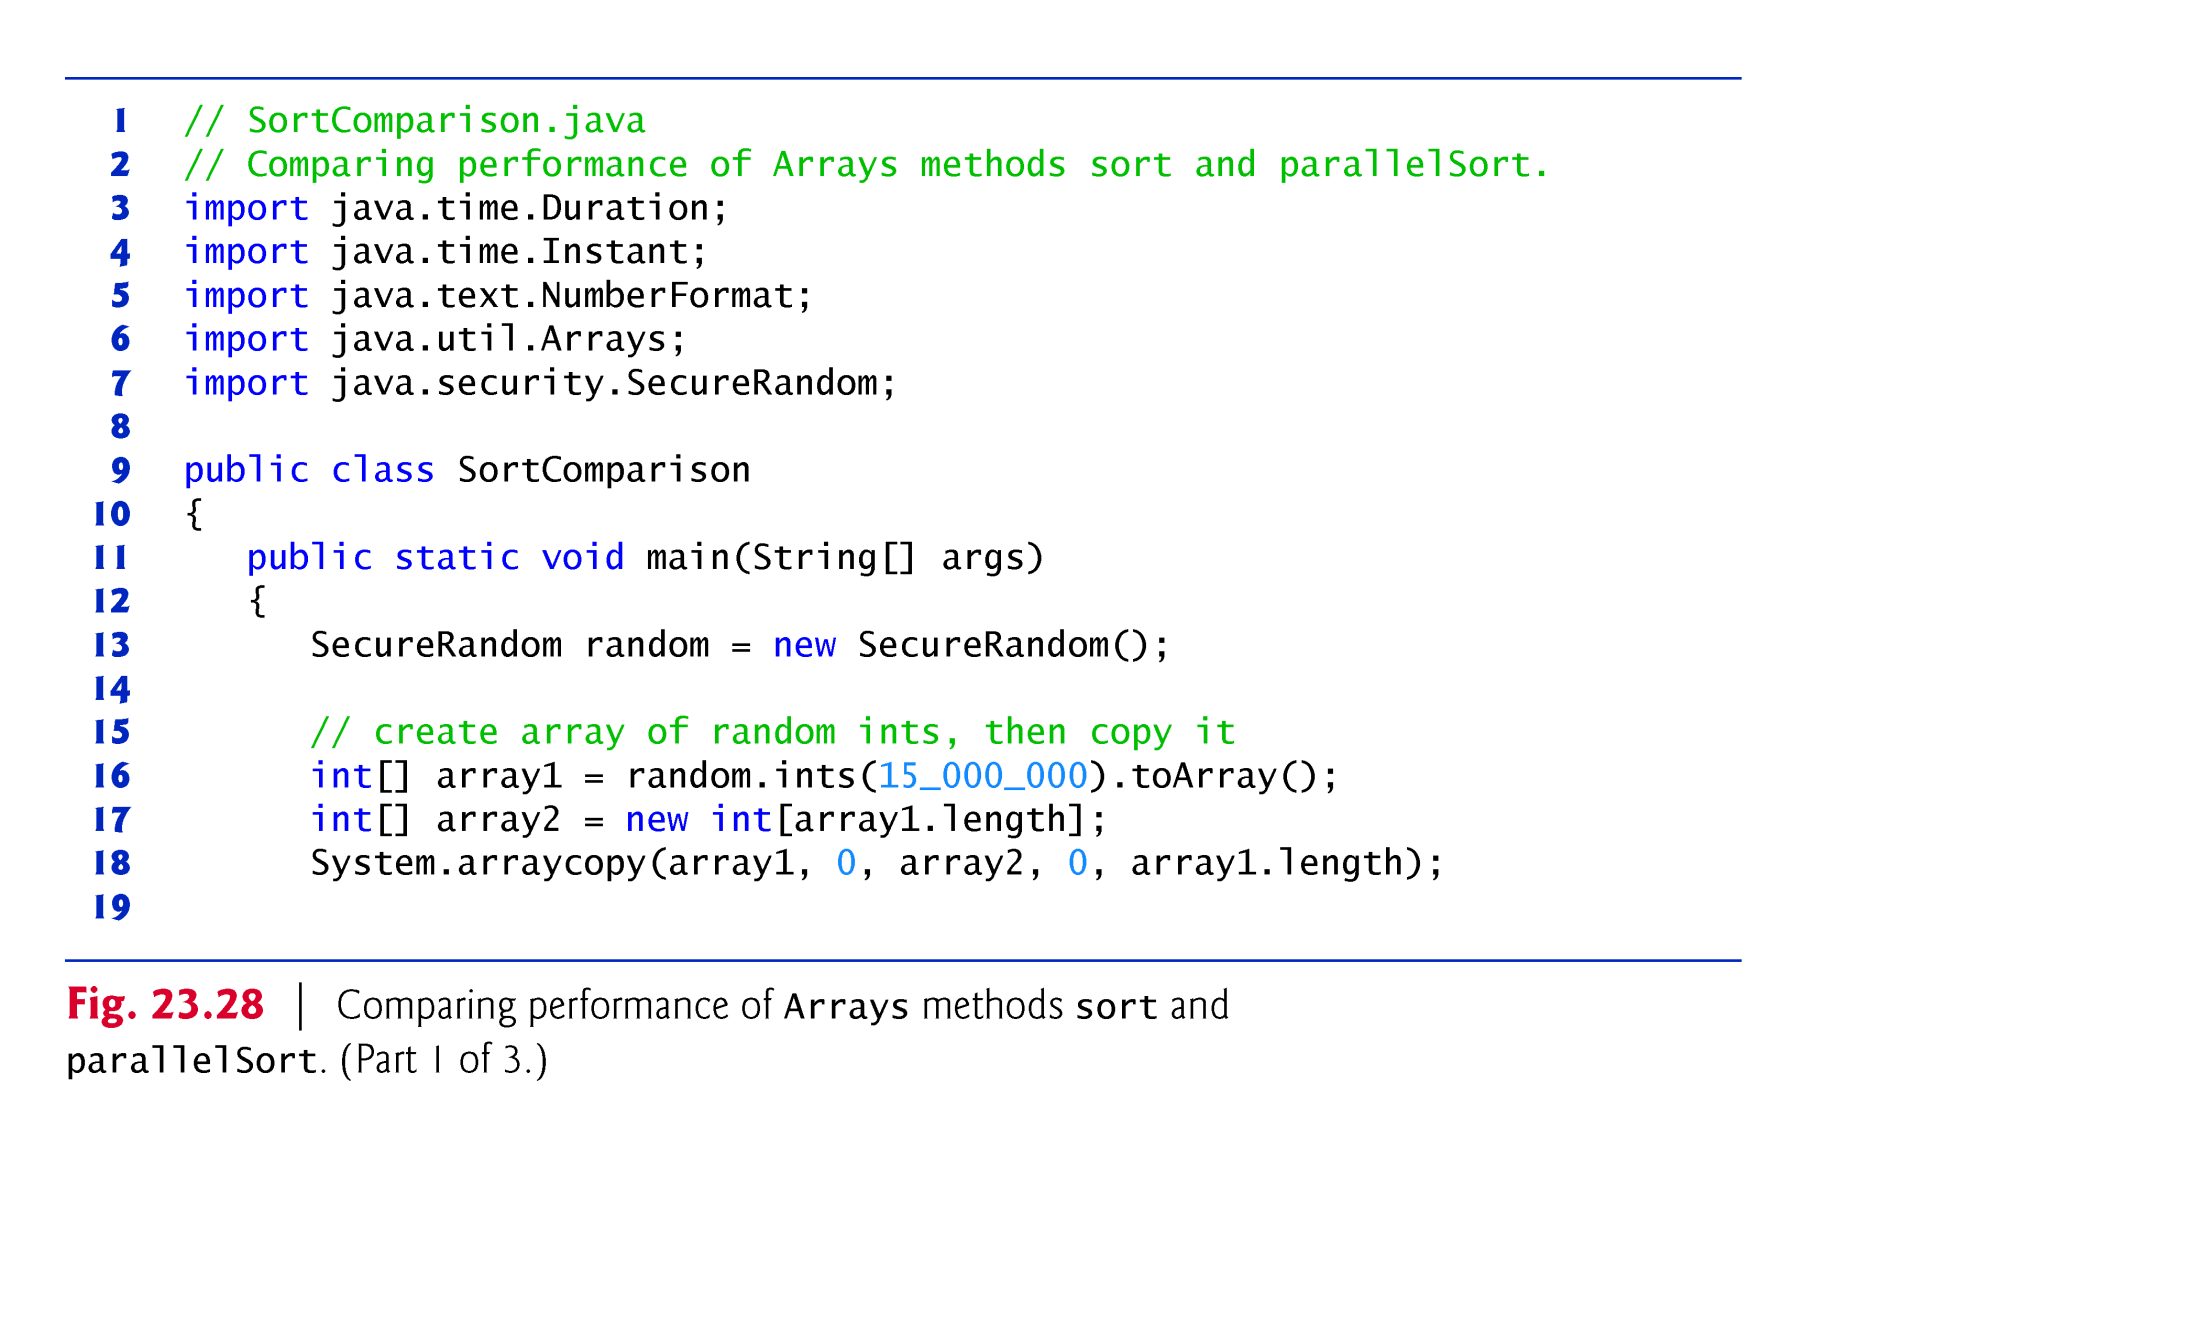 1 // SortComparison.java
2 // Comparing performance of Arrays methods sort and parallelSort.
3 import java.time.Duration;
4 import java.time.Instant;
5 import java.text.NumberFormat;
6 import java.util.Arrays;
7 import java.security.SecureRandom;
8
9 public class SortComparison
10 {
11    public static void main(String[] args)
12    {
13       SecureRandom random = new SecureRandom();
14
15       // create array of random ints, then copy it
16       int[] array1 = random.ints(15_000_000).toArray();
17       int[] array2 = new int[array1.length];
18       System.arraycopy(array1, 0, array2, 0, array1.length);
19
Fig. 23.28 | Comparing performance of Arrays methods sort and
parallelSort. (Part 1 of 3.)